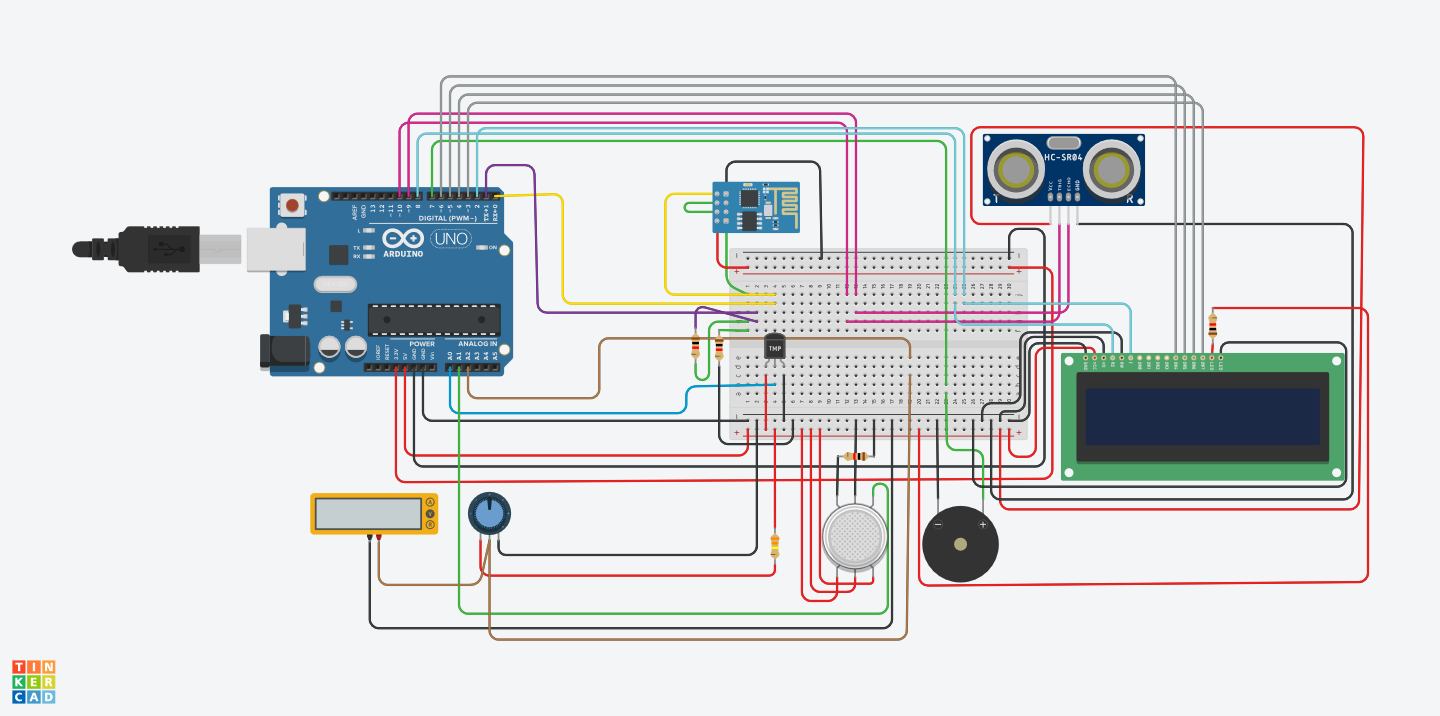 HC-SR04
VCC
TRIG
ECHO
GND
T R
AREF
GND
13
12
~11
~10
~9
8
7
~6
~5
~4
~3
2
TX→1
RX←0
DIGITAL (PWM~)
L
TX
RX
ARDUINO
UNO
ON
POWER
ANALOG IN
IOREF
RESET
3.3V
5V
GND
GND
Vin
A0
A1
A2
A3
A4
A5
TMP
A
V
R
TIN
KER
CAD